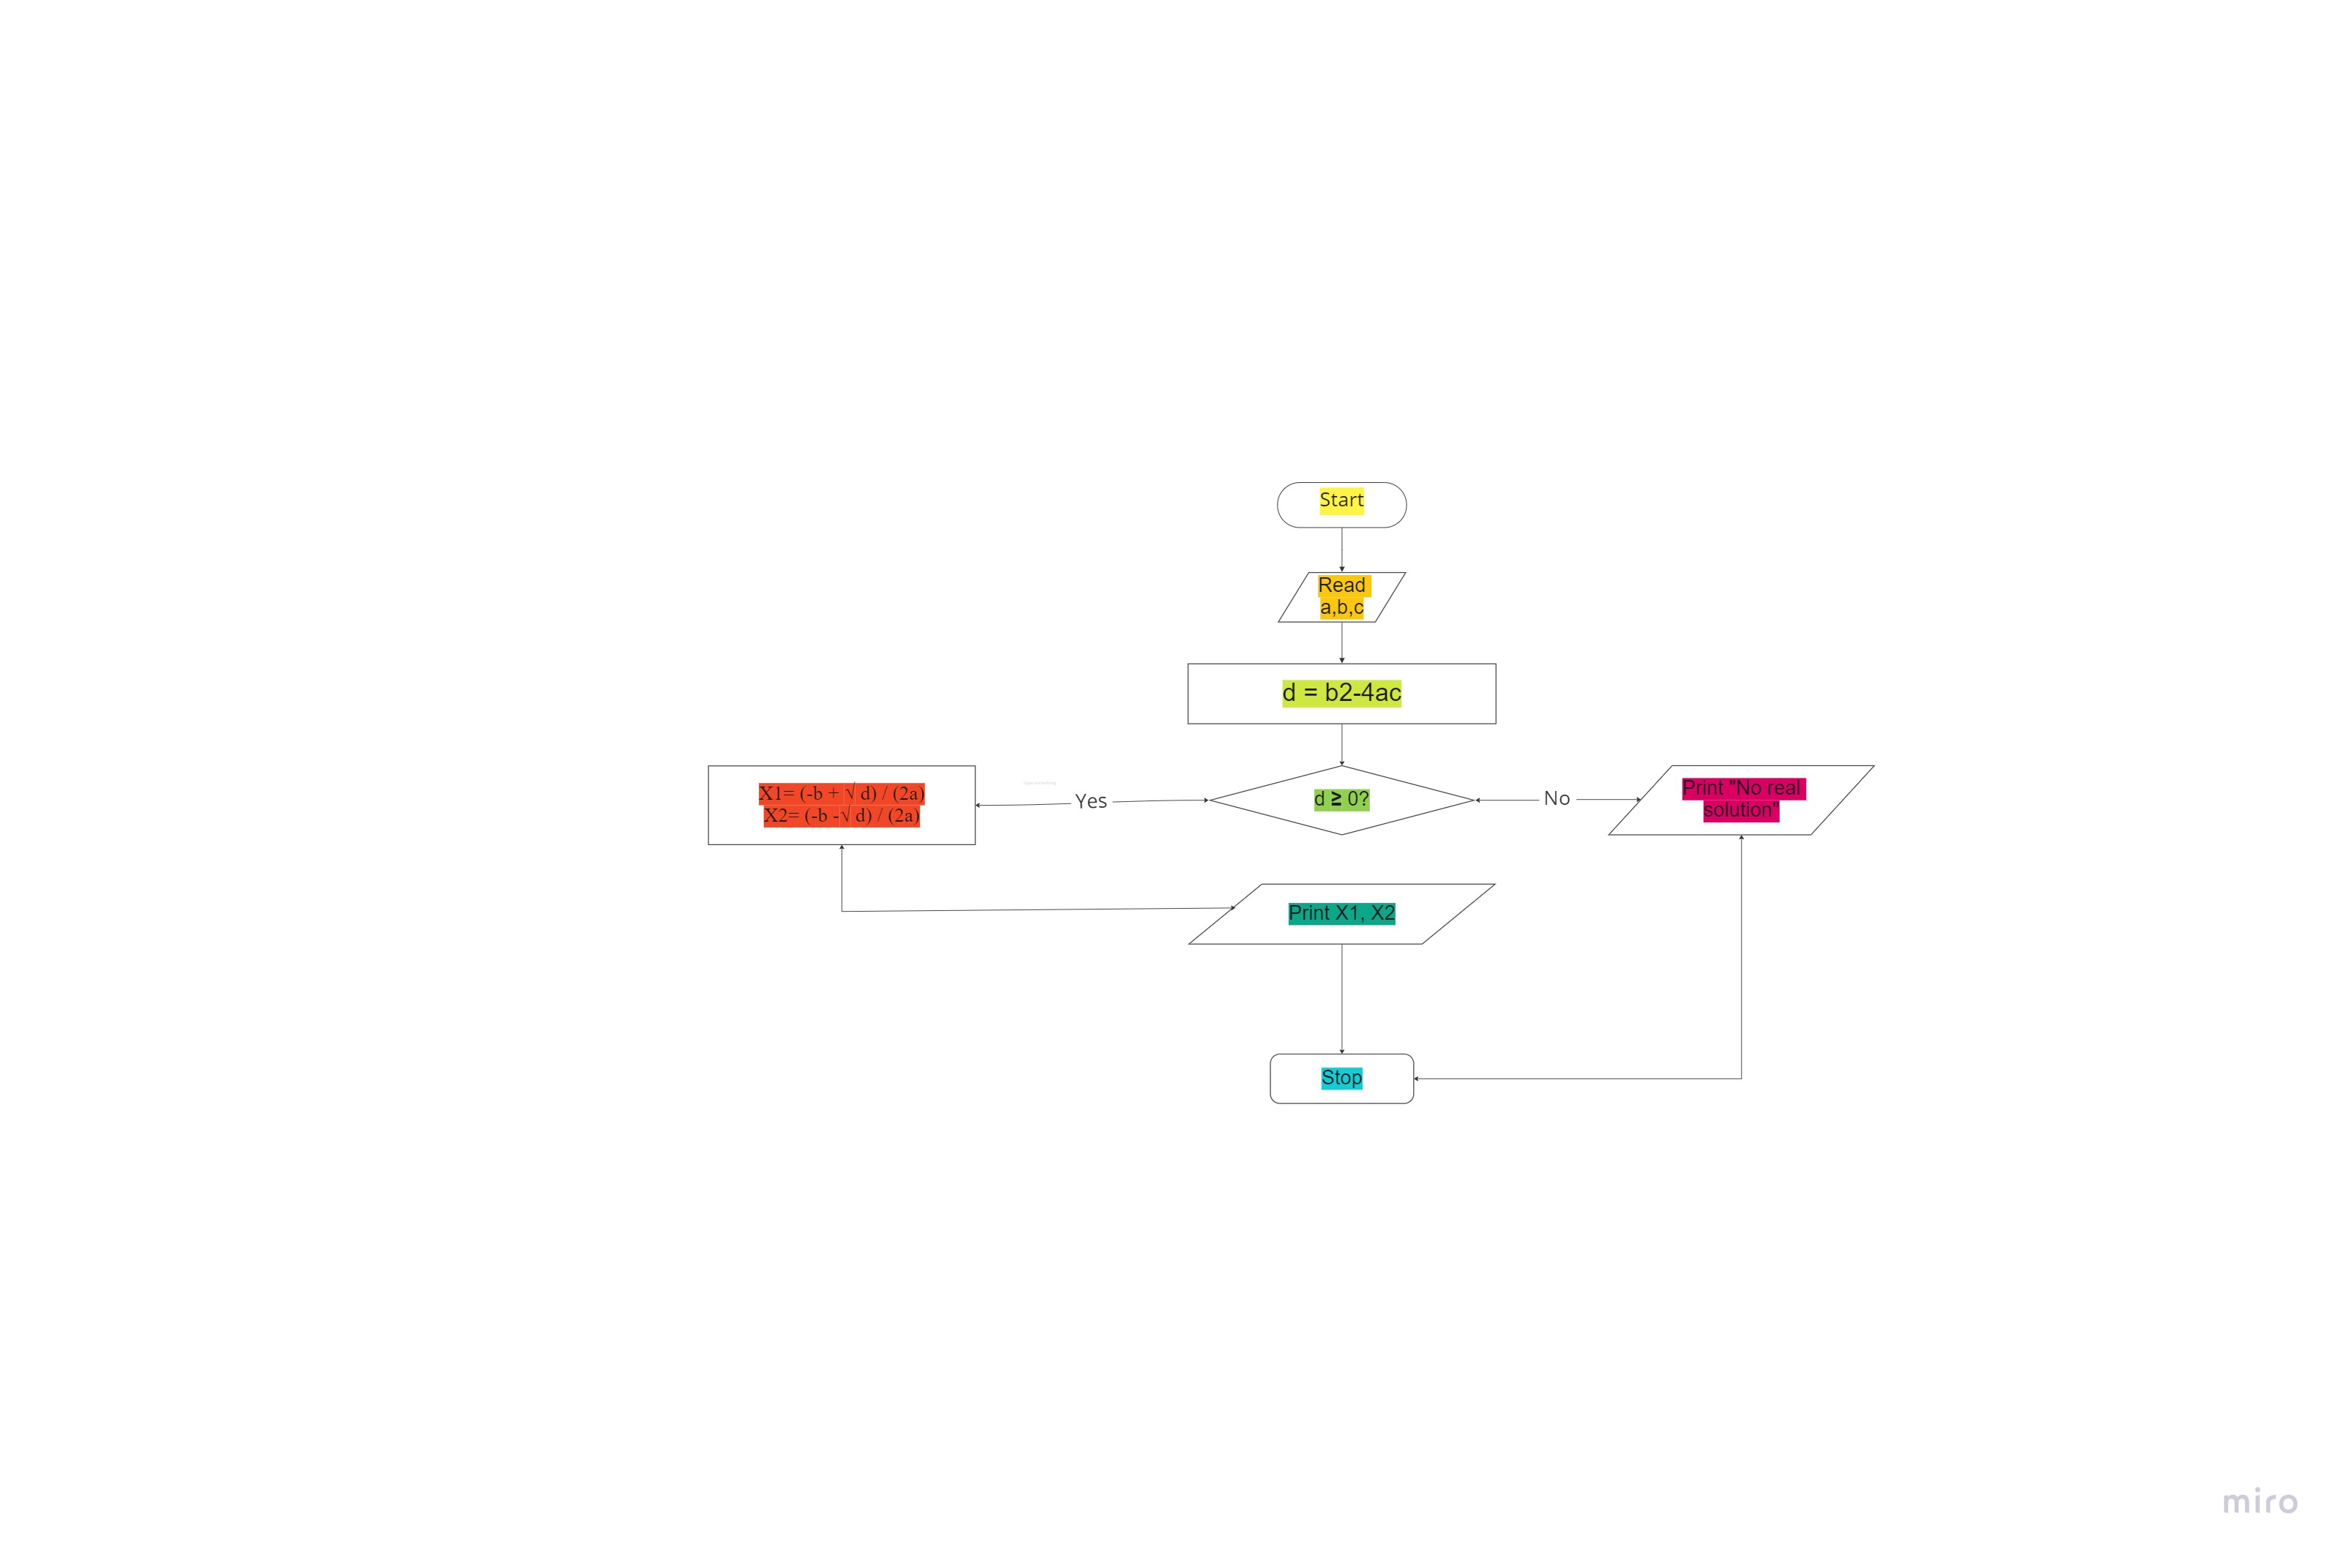 Start
Read
a,b,c
d = b2-4ac
X1= (-b + √ d) / (2a)
X2= (-b -√ d) / (2a)
Yes
d ≥ 0?
No
Print "No real
solution"
Print X1, X2
Stop
miro